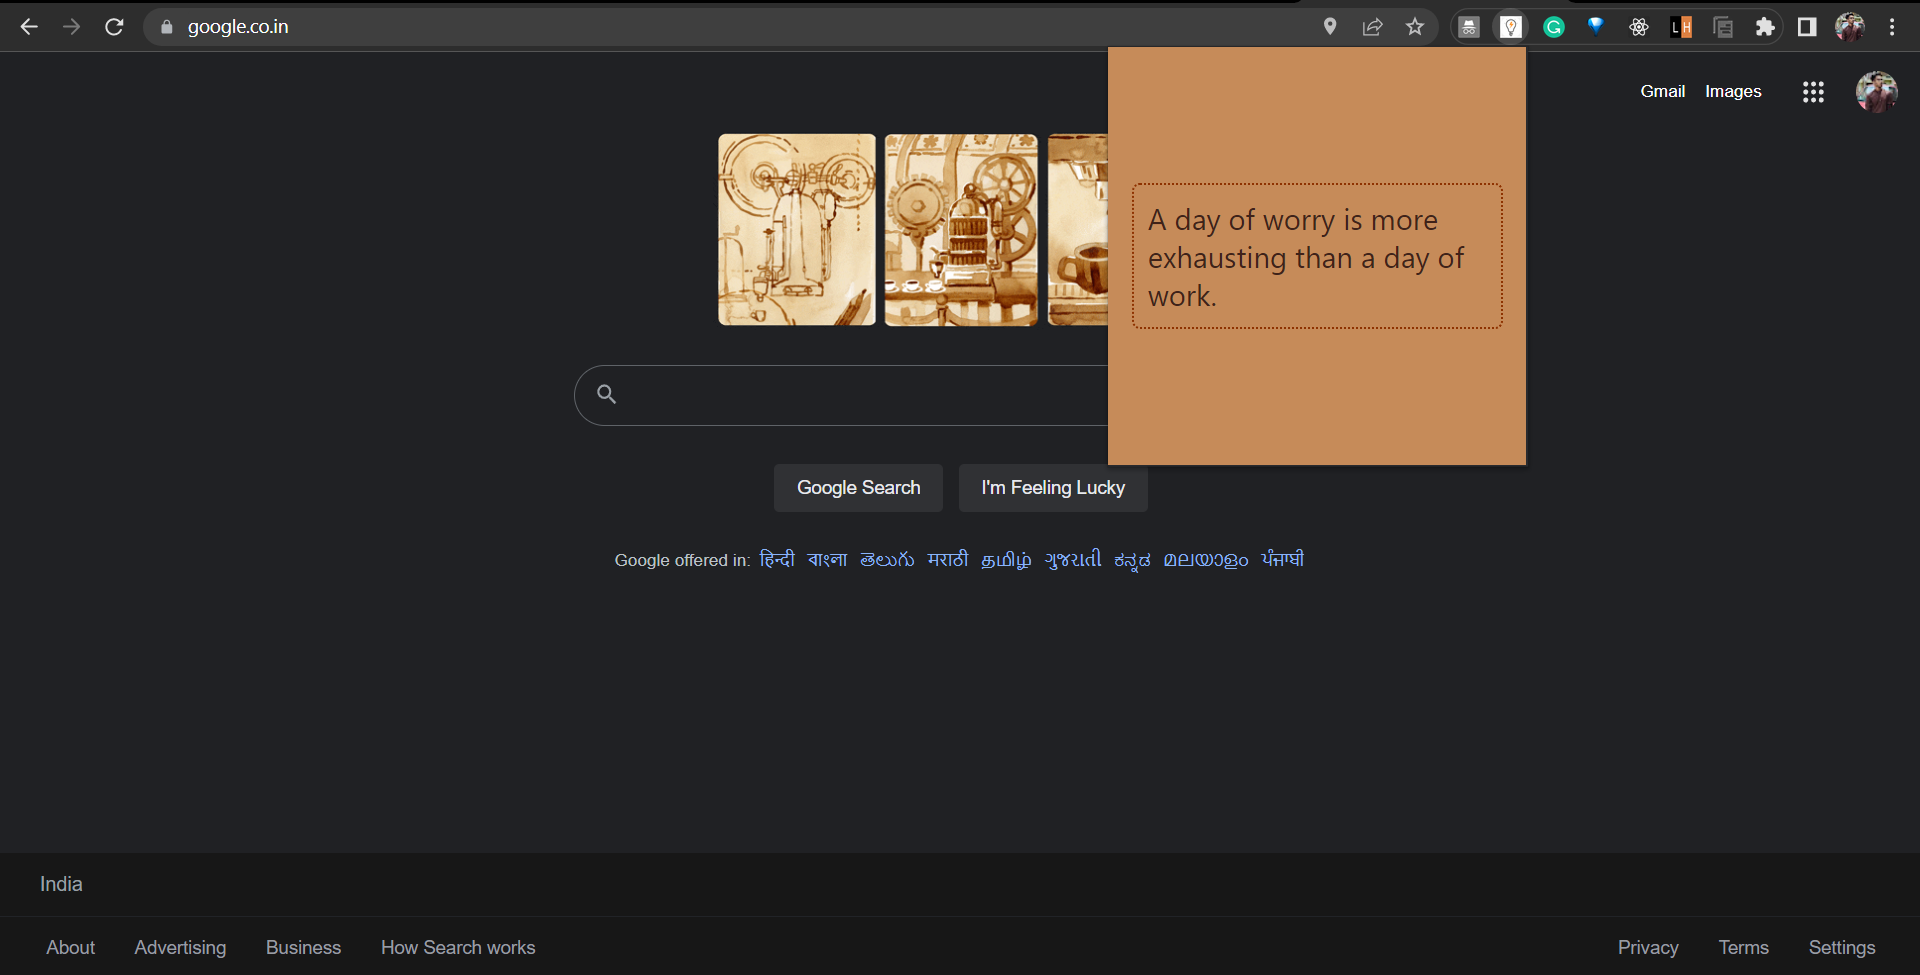 google.co.in
L H
Gmail Images
A day of worry is more
exhausting than a day of
work.
Google Search I'm Feeling Lucky
Google offered in: हिन्दी বাংলা తెలుగు मराठी தமிழ் ગુજરાતી ಕನ್ನಡ മലയാളം ਪੰਜਾਬੀ
India
About Advertising Business How Search works Privacy Terms Settings